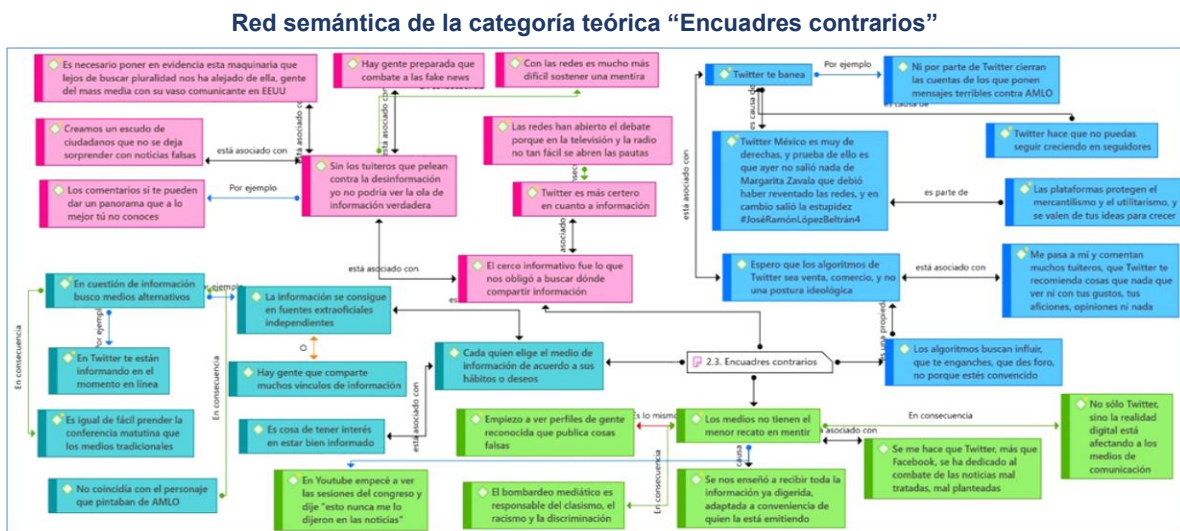 Red semántica de la categoría teórica “Encuadres contrarios”
Es necesario poner en evidencia esta maquinaria que
lejos de buscar pluralidad nos ha alejado de ella, gente
del mass media con su vaso comunicante en EEUU
Hay gente preparada que
combate a las fake news
Con las redes es mucho más
difícil sostener una mentira
Creamos un escudo de
ciudadanos que no se deja
sorprender con noticias falsas
está asociado con
Los comentarios sí te pueden
dar un panorama que a lo
mejor tú no conoces
Por ejemplo
Sin los tuiteros que pelean
contra la desinformación
yo no podría ver la ola de
información verdadera
Las redes han abierto el debate
porque en la televisión y la radio
no tan fácil se abren las pautas
Twitter es más certero
en cuanto a información
asociado
está asociado con
El cerco informativo fue lo que
nos obligó a buscar dónde
compartir información
Twitter te banea
Por ejemplo
Ni por parte de Twitter cierran
las cuentas de los que ponen
mensajes terribles contra AMLO
es causa de
Twitter hace que no puedas
seguir creciendo en seguidores
está asociado con
Twitter México es muy de
derechas, y prueba de ello es
que ayer no salió nada de
Margarita Zavala que debió
haber reventado las redes, y en
cambio salió la estupidez
#JoséRamónLópezBeltrán4
es parte de
Las plataformas protegen el
mercantilismo y el utilitarismo, y
se valen de tus ideas para crecer
Espero que los algoritmos de
Twitter sea venta, comercio, y no
una postura ideológica
está asociado con
Me pasa a mí y comentan
muchos tuiteros, que Twitter te
recomienda cosas que nada que
ver ni con tus gustos, tus
aficiones, opiniones ni nada
Los algoritmos buscan influir,
que te enganches, que des foro,
no porque estés convencido
2.3. Encuadres contrarios
En cuestión de información
busco medios alternativos
ejemplo
La información se consigue
en fuentes extraoficiales
independientes
Por ejemplo
En consecuencia
En consecuencia
En Twitter te están
informando en el
momento en línea
Hay gente que comparte
muchos vínculos de información
Cada quien elige el medio de
información de acuerdo a sus
hábitos o deseos
está asociado con
Es igual de fácil prender la
conferencia matutina que
los medios tradicionales
Es cosa de tener interés
en estar bien informado
No coincidía con el personaje
que pintaban de AMLO
Empiezo a ver perfiles de gente
reconocida que publica cosas
falsas
Es lo mismo
Los medios no tienen el
menor recato en mentir
En consecuencia
No sólo Twitter,
sino la realidad
digital está
afectando a los
medios de
comunicación
asociado con
Se me hace que Twitter, más que
Facebook, se ha dedicado al
combate de las noticias mal
tratadas, mal planteadas
causa
En consecuencia
En Youtube empecé a ver
las sesiones del congreso y
dije "esto nunca me lo
dijeron en las noticias"
El bombardeo mediático es
responsable del clasismo, el
racismo y la discriminación
Se nos enseñó a recibir toda la
información ya digerida,
adaptada a conveniencia de
quien la está emitiendo